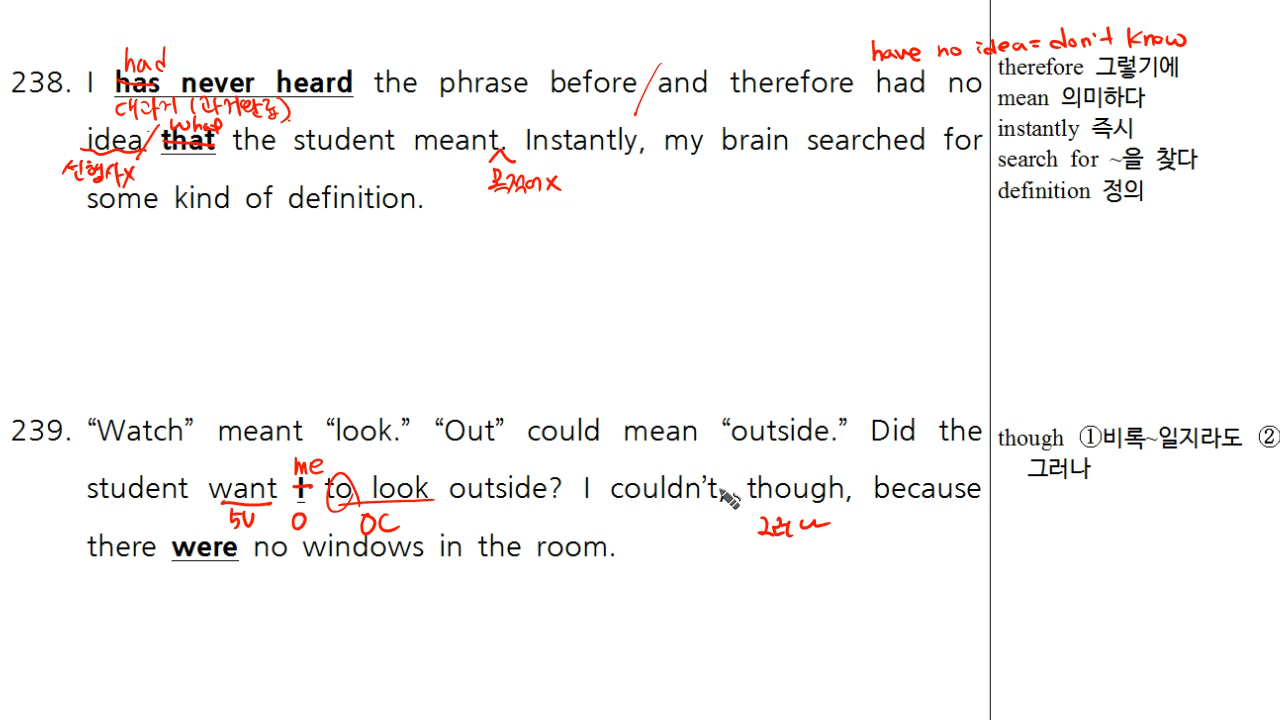 have no idea = don't know
had
238. I has never heard the phrase before / and therefore had no
대과거 (과거완료)
what
idea / that the student meant. Instantly, my brain searched for
선행사X
목적어X
some kind of definition.
therefore 그렇기에
mean 의미하다
instantly 즉시
search for ~을 찾다
definition 정의
239. “Watch” meant “look.” “Out” could mean “outside.” Did the
me
student want I to look outside? I couldn’t, though, because
5V O OC 그러나
there were no windows in the room.
though ①비록~일지라도 ②
그러나